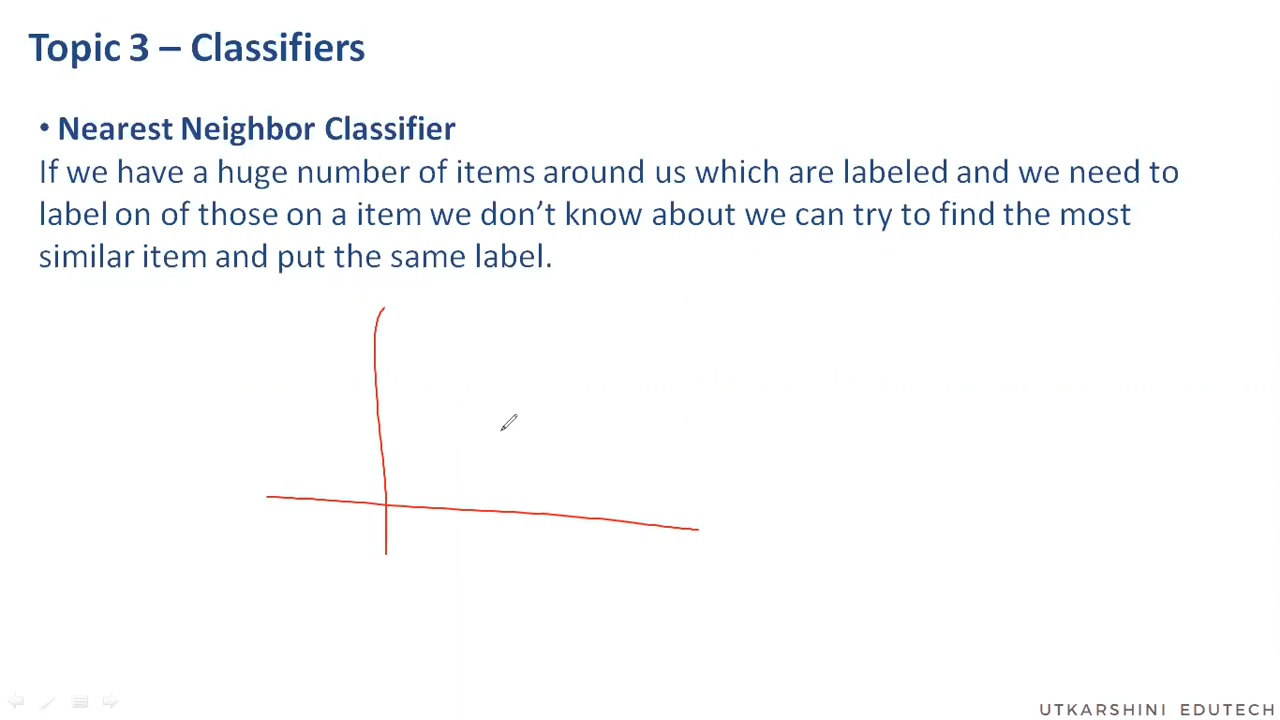 Topic 3 – Classifiers
• Nearest Neighbor Classifier
If we have a huge number of items around us which are labeled and we need to
label on of those on a item we don't know about we can try to find the most
similar item and put the same label.
UTKARSHINI EDUTECH